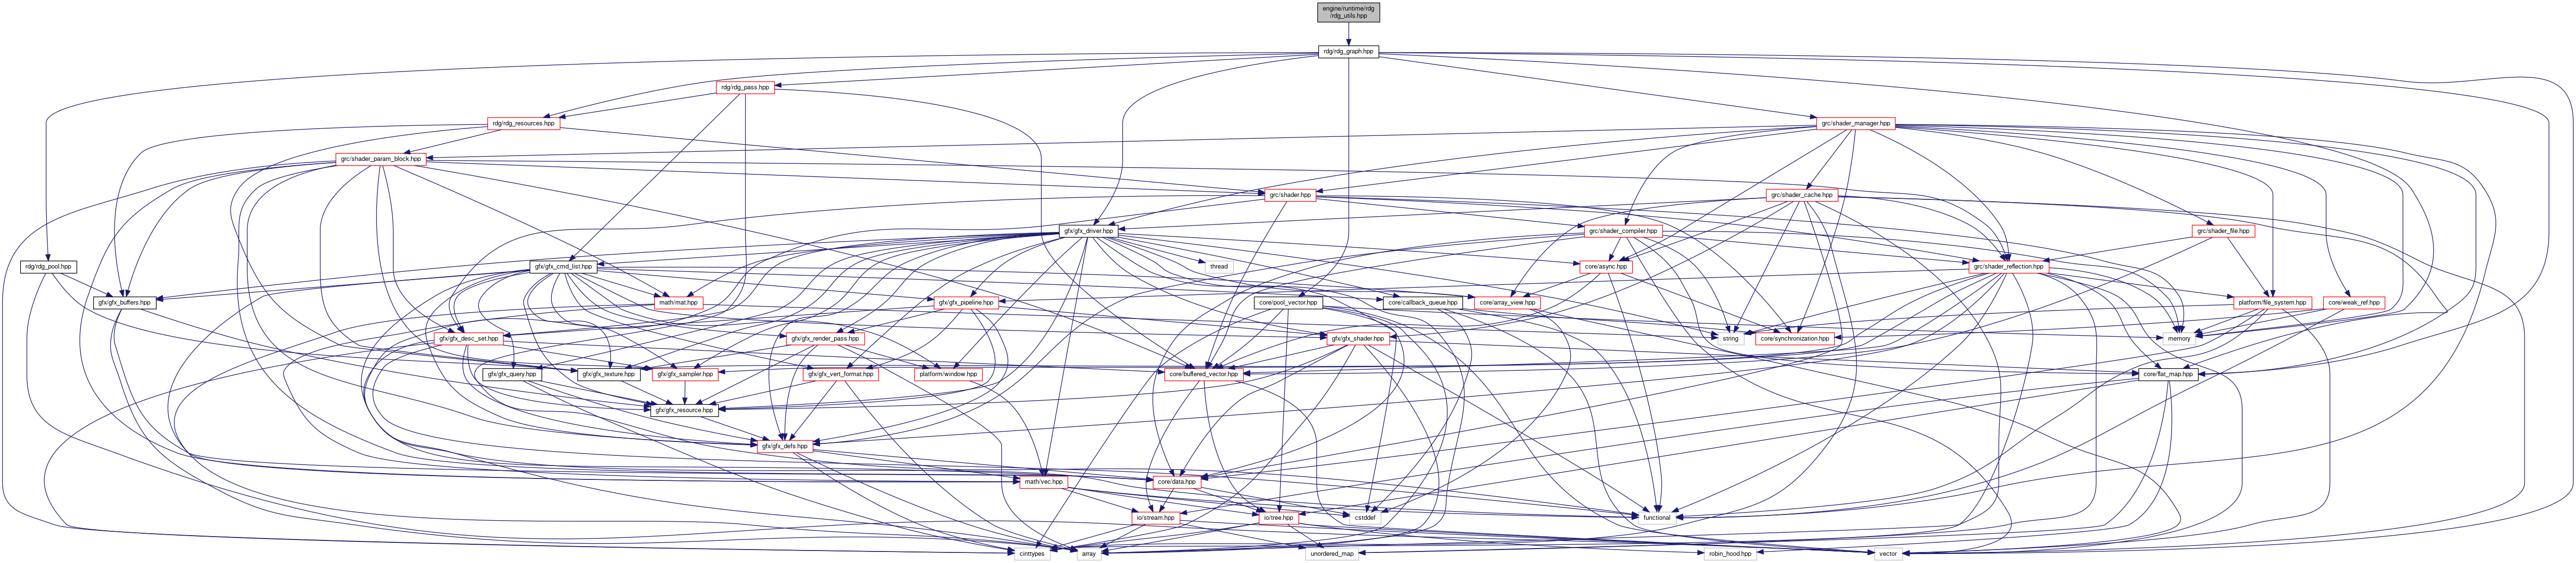 engine/runtime/rdg
/rdg_utils.hpp
rdg/rdg_graph.hpp
rdg/rdg_pass.hpp
rdg/rdg_resources.hpp
grc/shader_manager.hpp
grc/shader_param_block.hpp
grc/shader.hpp
grc/shader_cache.hpp
gfx/gfx_driver.hpp
grc/shader_compiler.hpp
grc/shader_file.hpp
rdg/rdg_pool.hpp
gfx/gfx_cmd_list.hpp
thread
core/async.hpp
grc/shader_reflection.hpp
gfx/gfx_buffers.hpp
math/mat.hpp
gfx/gfx_pipeline.hpp
core/pool_vector.hpp
core/callback_queue.hpp
core/array_view.hpp
platform/file_system.hpp
core/weak_ref.hpp
gfx/gfx_desc_set.hpp
gfx/gfx_render_pass.hpp
gfx/gfx_shader.hpp
string
core/synchronization.hpp
memory
gfx/gfx_query.hpp
gfx/gfx_texture.hpp
gfx/gfx_sampler.hpp
gfx/gfx_vert_format.hpp
platform/window.hpp
core/buffered_vector.hpp
core/flat_map.hpp
gfx/gfx_resource.hpp
gfx/gfx_defs.hpp
math/vec.hpp
core/data.hpp
io/stream.hpp
io/tree.hpp
cstddef
functional
cinttypes
array
unordered_map
robin_hood.hpp
vector